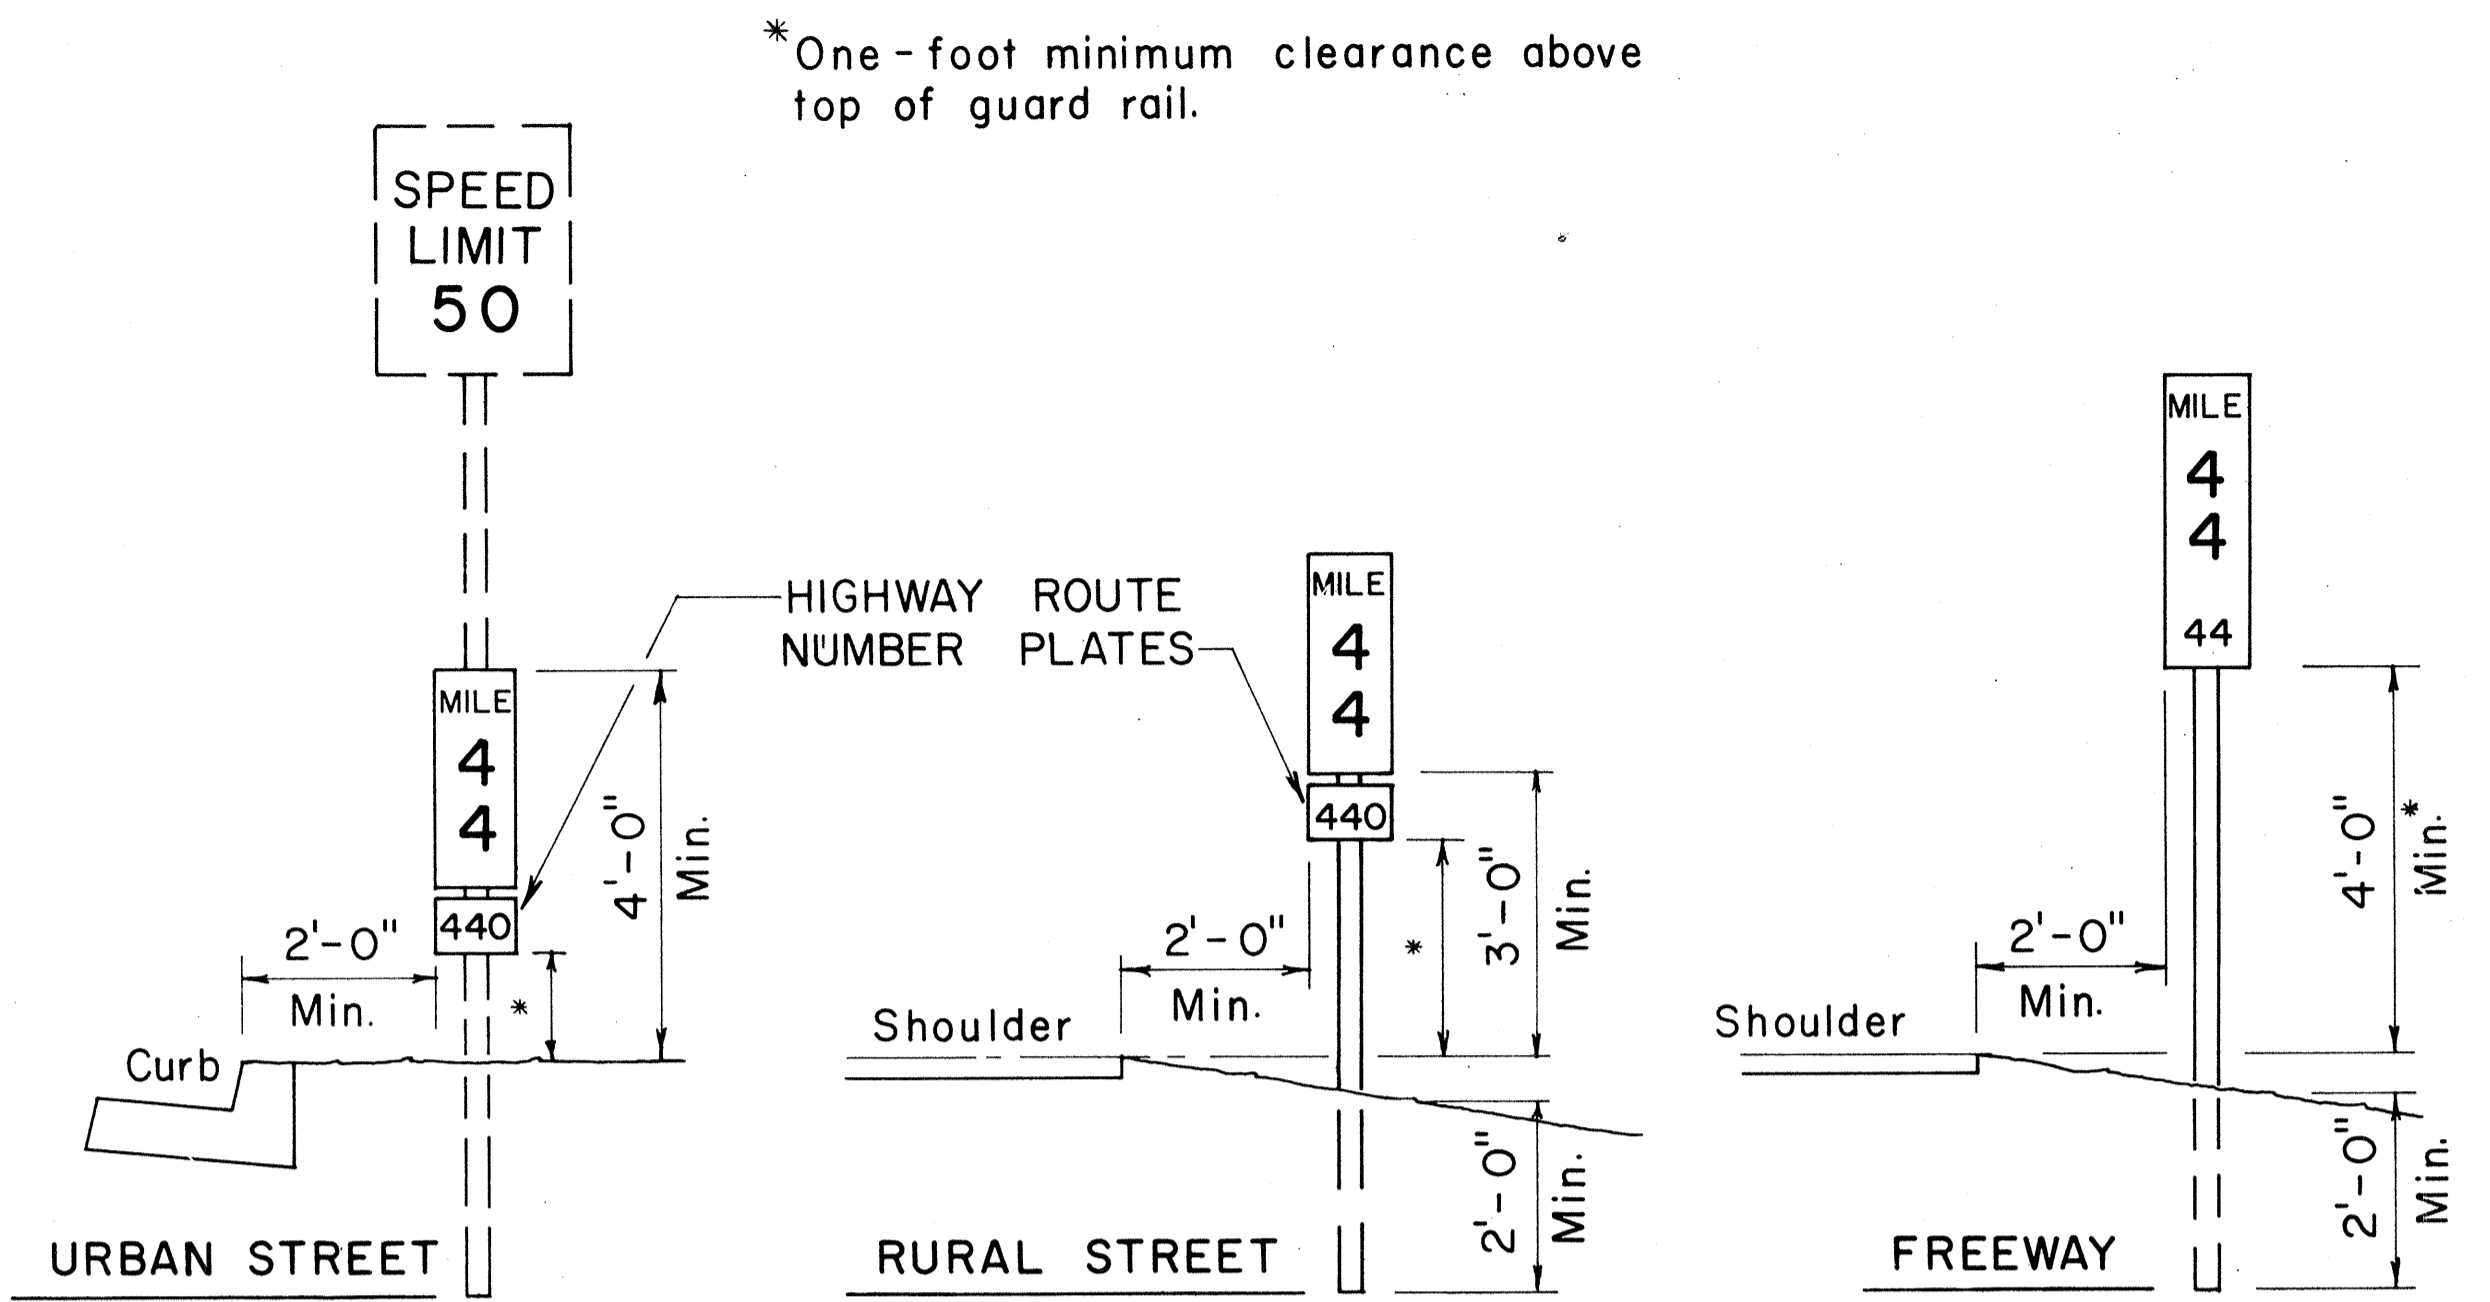 *One-foot minimum clearance above
top of guard rail.
SPEED
LIMIT
50
HIGHWAY ROUTE
NUMBER PLATES
MILE
4
4
440
4'-0"
Min.
2'-0"
Min.
*
Curb
URBAN STREET
MILE
4
4
440
3'-0"
Min.
*
2'-0"
Min.
Shoulder
2'-0"
Min.
RURAL STREET
MILE
4
4
44
4'-0"
*
Min.
2'-0"
Min.
Shoulder
2'-0"
Min.
FREEWAY